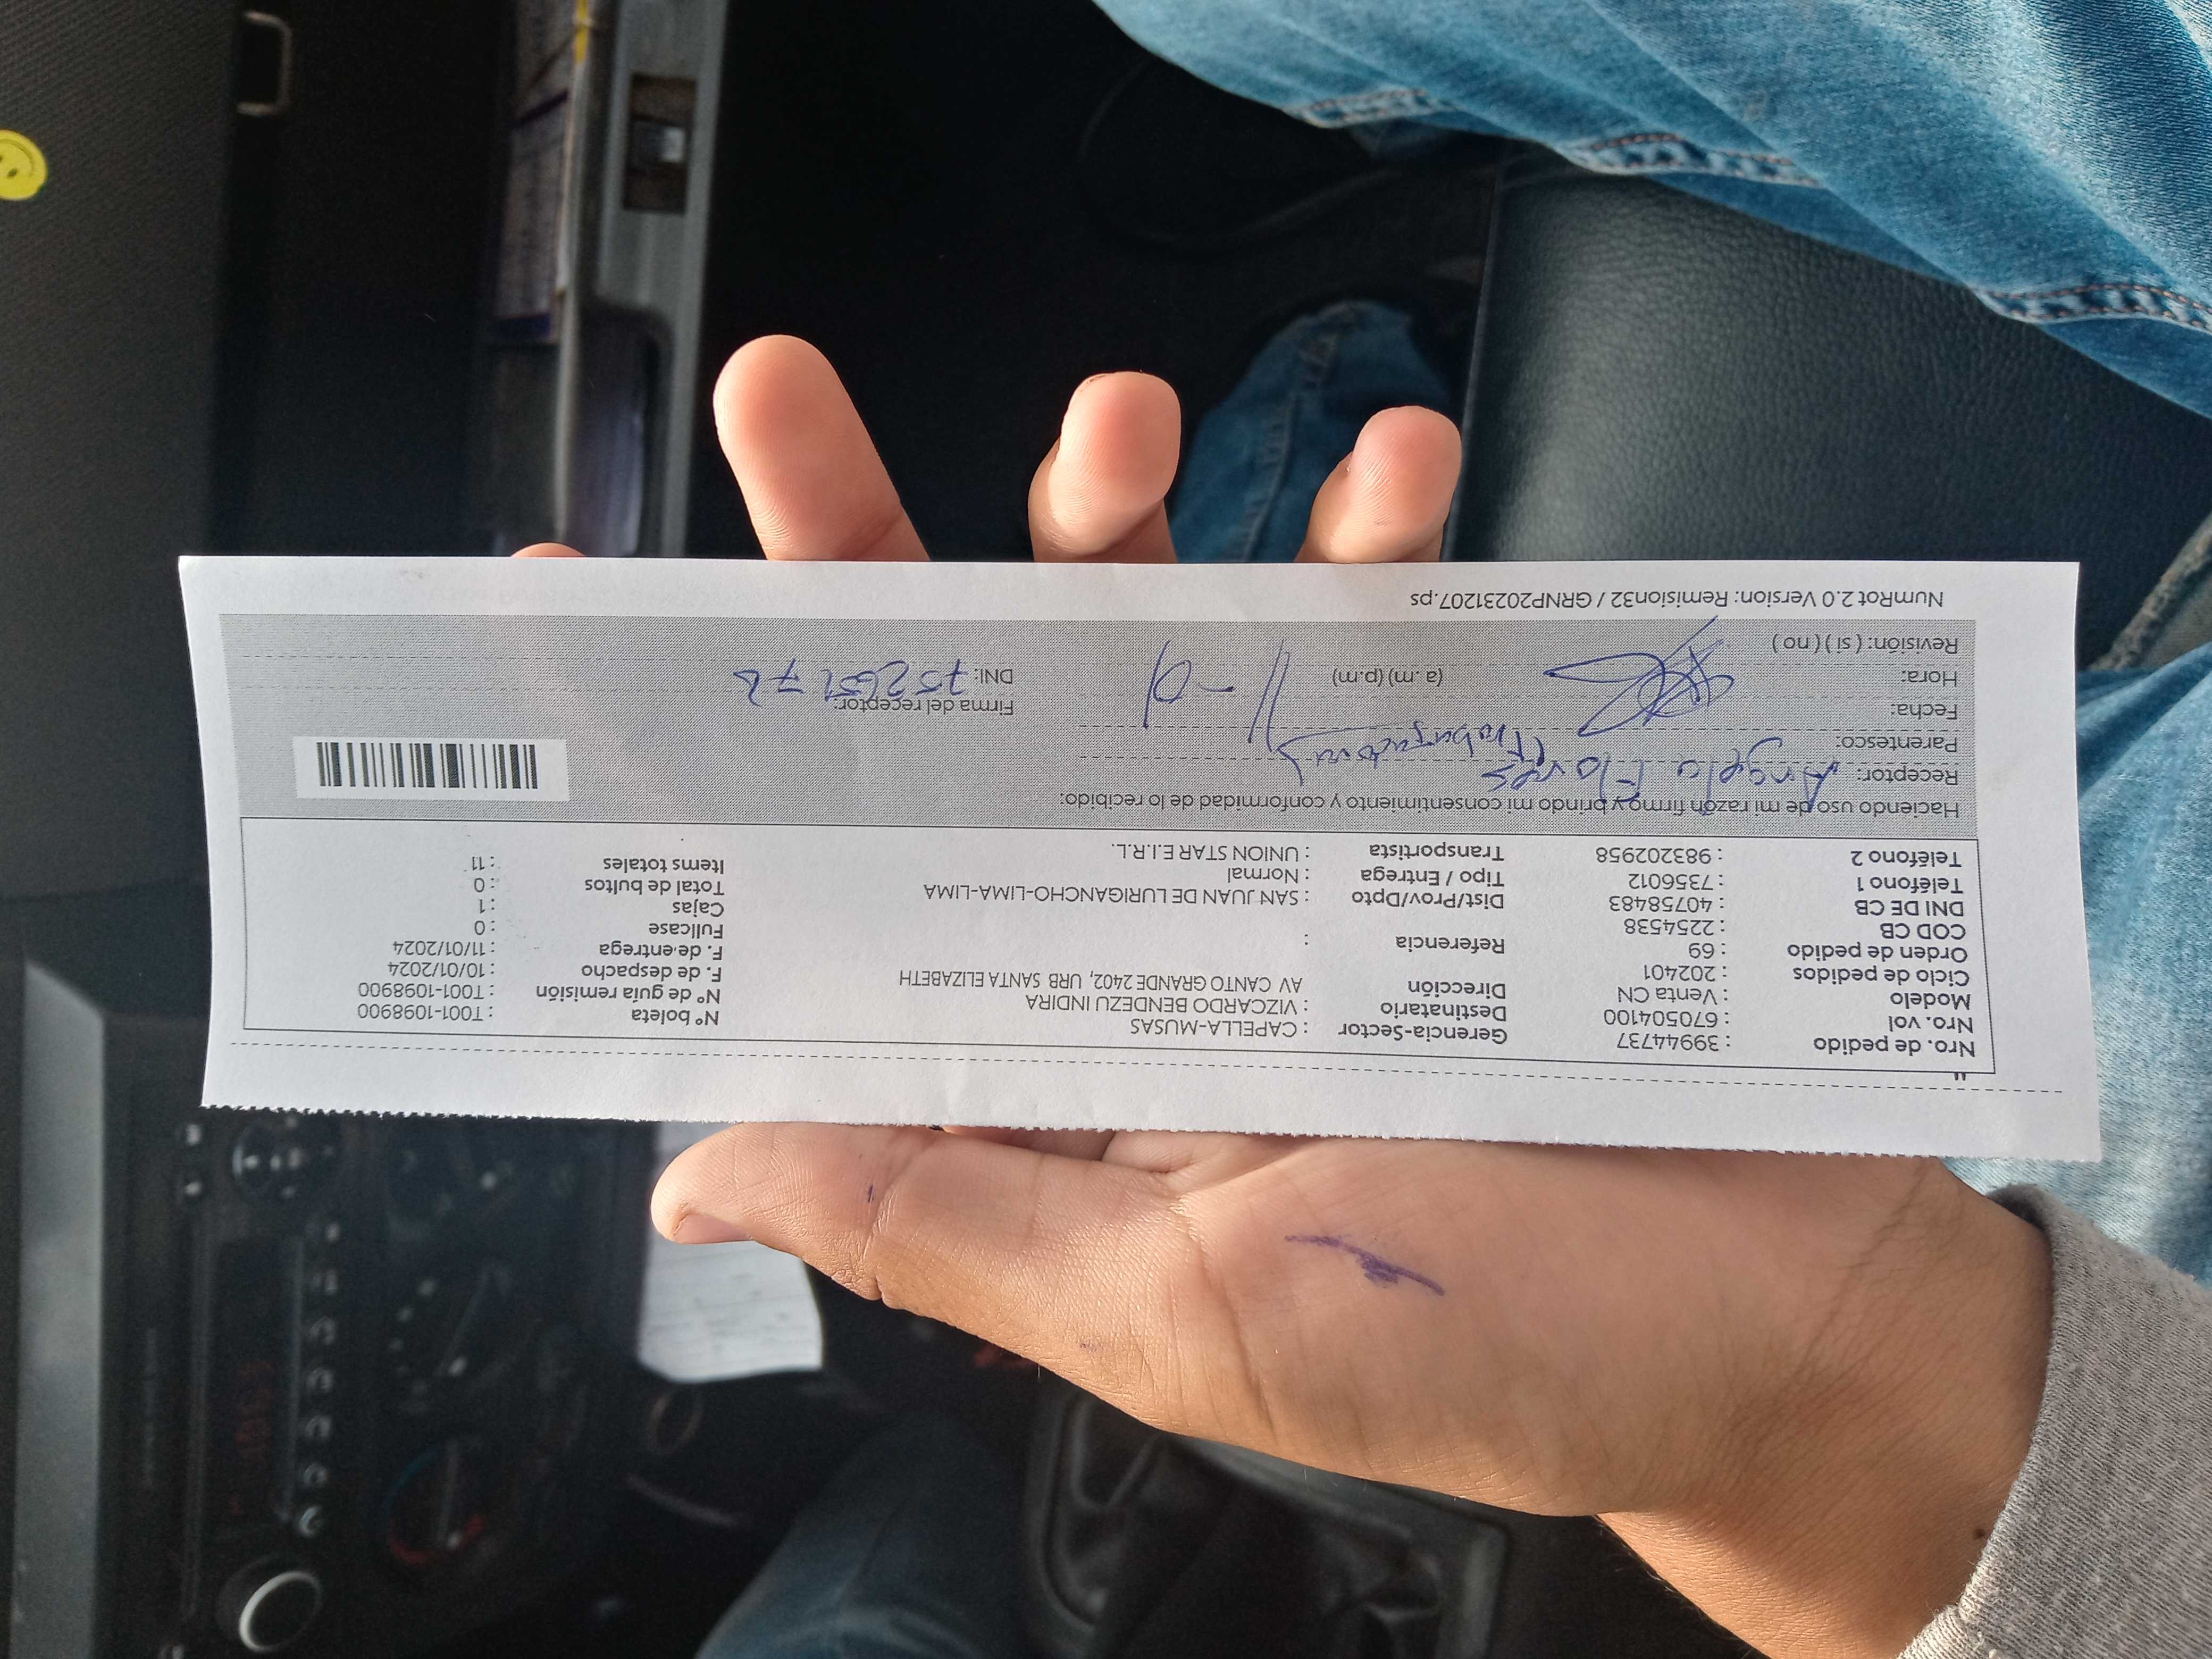 Nro. de pedido : 39944737 Gerencia-Sector : CAPELLA-MUSAS Nº boleta : T001-1098900
Nro. vol : 670504100 Destinatario : VIZCARDO BENDEZU INDIRA Nº de guía remisión : T001-1098900
Modelo : Venta CN Dirección AV CANTO GRANDE 2402, URB SANTA ELIZABETH F. de despacho : 10/01/2024
Ciclo de pedidos : 202401 F. de entrega : 11/01/2024
Orden de pedido : 69 Referencia : Fullcase : 0
COD CB : 2254538 Cajas : 1
DNI DE CB : 40758483 Dist/Prov/Dpto : SAN JUAN DE LURIGANCHO-LIMA-LIMA Total de bultos : 0
Teléfono 1 : 7356012 Tipo / Entrega : Normal Items totales : 11
Teléfono 2 : 983202958 Transportista : UNION STAR E.I.R.L.
Haciendo uso de mi razón firmo y brindo mi consentimiento y conformidad de lo recibido:
Receptor: Angela Flores
Parentesco: (Trabajadora)
Fecha: 11-01 Firma del receptor:
Hora: (a .m) (p.m) DNI:
Revisión: ( si ) ( no )
NumRot 2.0 Version: Remision32 / GRNP20231207.ps